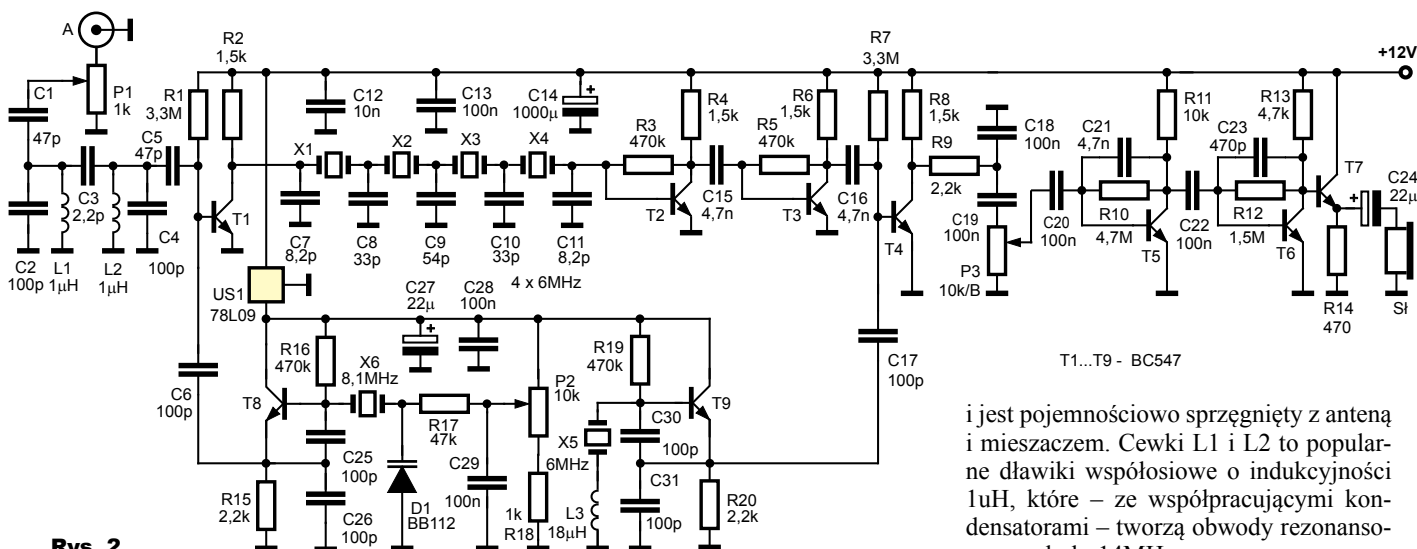 A
P1
1k
C1
47p
C2
100p
L1
1µH
C3
2,2p
L2
1µH
C4
100p
C5
47p
R1
3,3M
R2
1,5k
T1
C6
100p
US1
78L09
C12
10n
C13
100n
C14
1000µ
+
X1
X2
X3
X4
C7
8,2p
C8
33p
C9
54p
C10
33p
C11
8,2p
4 x 6MHz
R3
470k
R4
1,5k
T2
C15
4,7n
R5
470k
R6
1,5k
T3
C16
4,7n
R7
3,3M
R8
1,5k
T4
R9
2,2k
C17
100p
C18
100n
C19
100n
P3
10k/B
C20
100n
C21
4,7n
R10
4,7M
R11
10k
T5
C22
100n
C23
470p
R12
1,5M
R13
4,7k
T6
T7
+12V
+
C24
22µ
R14
470
Sł
T8
R16
470k
R15
2,2k
C25
100p
C26
100p
X6
8,1MHz
D1
BB112
R17
47k
C27
22µ
+
C28
100n
C29
100n
P2
10k
1k
R18
R19
470k
X5
6MHz
L3
18µH
C30
100p
C31
100p
T9
R20
2,2k
T1...T9 - BC547
Rys. 2
i jest pojemnościowo sprzęgnięty z anteną
i mieszaczem. Cewki L1 i L2 to popular-
ne dławiki współosiowe o indukcyjności
1uH, które – ze współpracującymi kon-
densatorami – tworzą obwody rezonanso-
14MH